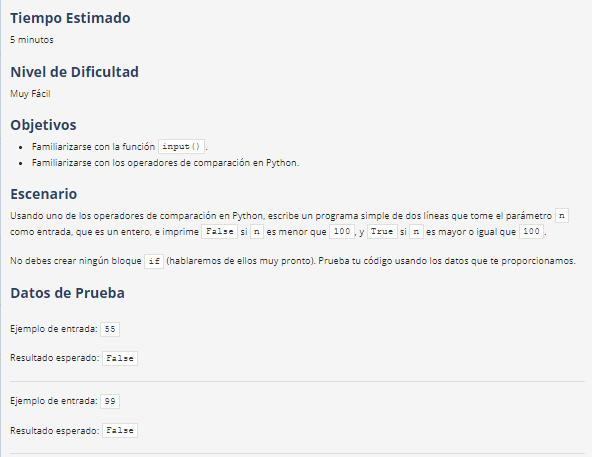 Tiempo Estimado
5 minutos
Nivel de Dificultad
Muy Fácil
Objetivos
• Familiarizarse con la función input().
• Familiarizarse con los operadores de comparación en Python.
Escenario
Usando uno de los operadores de comparación en Python, escribe un programa simple de dos líneas que tome el parámetro n
como entrada, que es un entero, e imprime False si n es menor que 100, y True si n es mayor o igual que 100.
No debes crear ningún bloque if (hablaremos de ellos muy pronto). Prueba tu código usando los datos que te proporcionamos.
Datos de Prueba
Ejemplo de entrada: 55
Resultado esperado: False
Ejemplo de entrada: 99
Resultado esperado: False